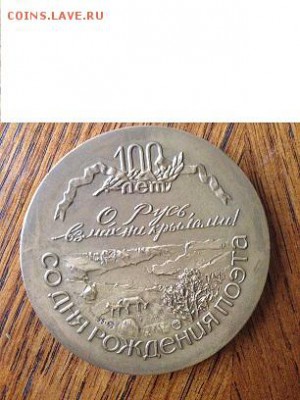 COINS.LAVE.RU
100
лет
О Русь,
взмахни крылами!
СО ДНЯ РОЖДЕНИЯ ПОЭТА